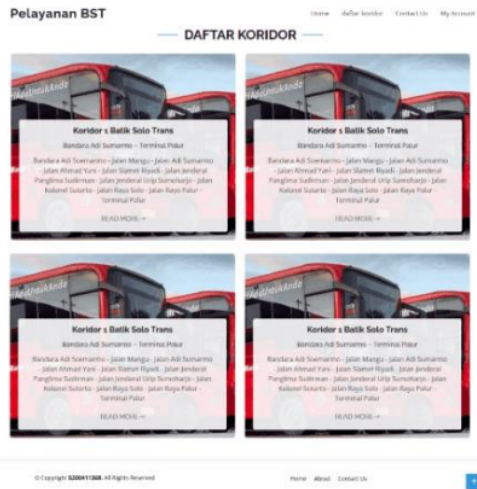 Pelayanan BST
Home daftar koridor Contact Us My Account
DAFTAR KORIDOR
Koridor 1 Batik Solo Trans
Bandara Adi Sumarmo – Terminal Palur
Bandara Adi Soemarmo - Jalan Mangu - Jalan Adi Sumarmo
- Jalan Ahmad Yani - Jalan Slamet Riyadi - Jalan Jenderal
Panglima Sudirman - Jalan Jenderal Urip Sumoharjo - Jalan
Kolonel Sutarto - Jalan Raya Solo - Jalan Raya Palur -
Terminal Palur
READ MORE
Koridor 1 Batik Solo Trans
Bandara Adi Sumarmo – Terminal Palur
Bandara Adi Soemarmo - Jalan Mangu - Jalan Adi Sumarmo
- Jalan Ahmad Yani - Jalan Slamet Riyadi - Jalan Jenderal
Panglima Sudirman - Jalan Jenderal Urip Sumoharjo - Jalan
Kolonel Sutarto - Jalan Raya Solo - Jalan Raya Palur -
Terminal Palur
READ MORE
Koridor 1 Batik Solo Trans
Bandara Adi Sumarmo – Terminal Palur
Bandara Adi Soemarmo - Jalan Mangu - Jalan Adi Sumarmo
- Jalan Ahmad Yani - Jalan Slamet Riyadi - Jalan Jenderal
Panglima Sudirman - Jalan Jenderal Urip Sumoharjo - Jalan
Kolonel Sutarto - Jalan Raya Solo - Jalan Raya Palur -
Terminal Palur
READ MORE
Koridor 1 Batik Solo Trans
Bandara Adi Sumarmo – Terminal Palur
Bandara Adi Soemarmo - Jalan Mangu - Jalan Adi Sumarmo
- Jalan Ahmad Yani - Jalan Slamet Riyadi - Jalan Jenderal
Panglima Sudirman - Jalan Jenderal Urip Sumoharjo - Jalan
Kolonel Sutarto - Jalan Raya Solo - Jalan Raya Palur -
Terminal Palur
READ MORE
© Copyright 5200411368. All Rights Reserved
Home About Contact Us